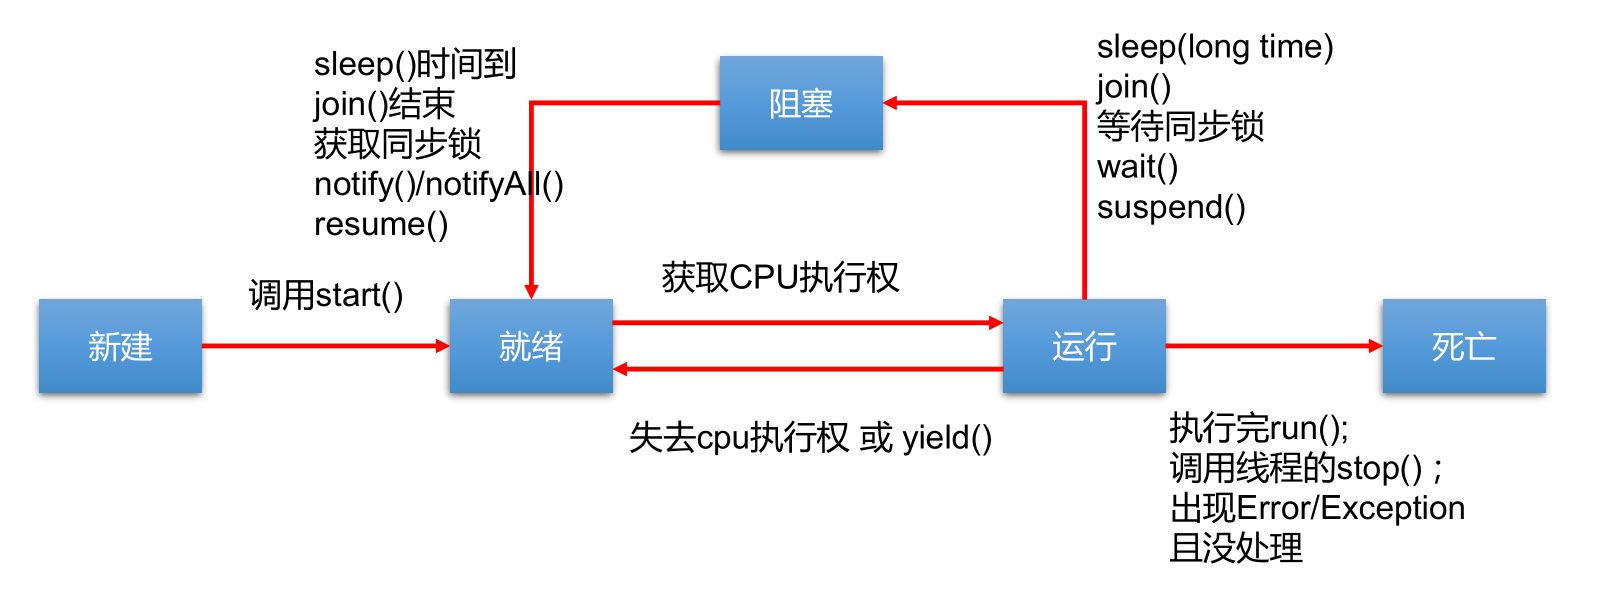 sleep()时间到
join()结束
获取同步锁
notify()/notifyAll()
resume()
阻塞
sleep(long time)
join()
等待同步锁
wait()
suspend()
调用start()
获取CPU执行权
新建
就绪
运行
死亡
失去cpu执行权 或 yield()
执行完run();
调用线程的stop()；
出现Error/Exception
且没处理